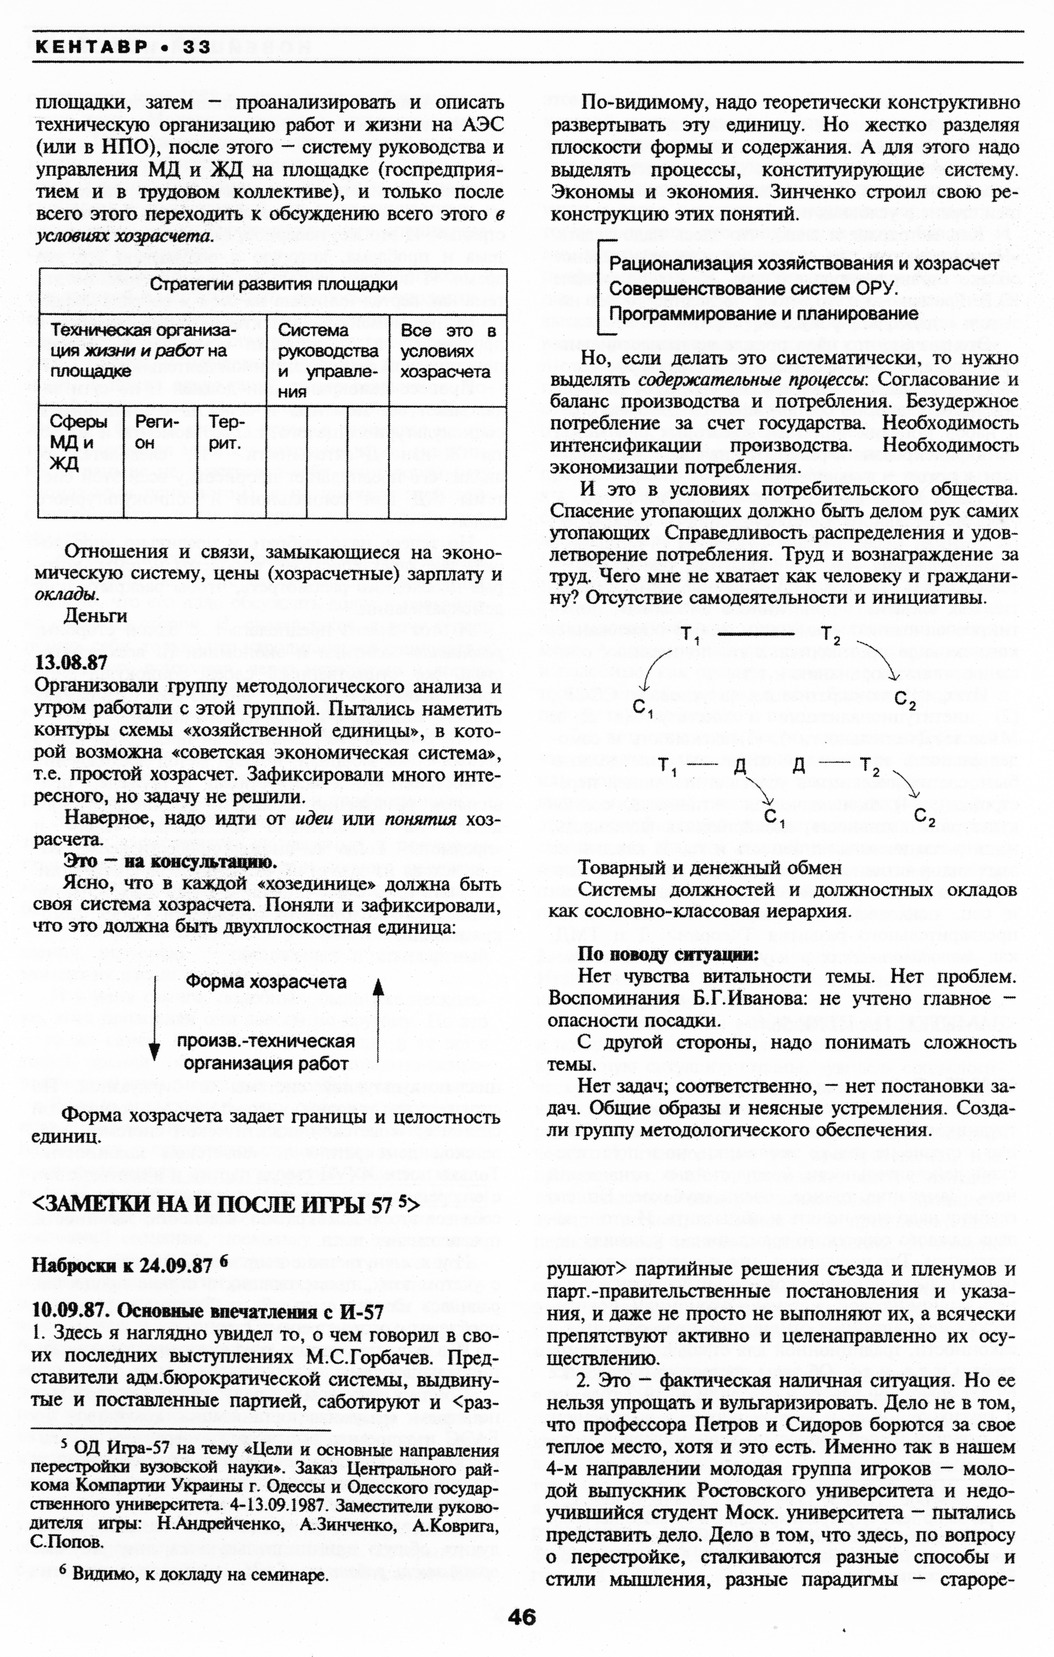 КЕНТАВР • 33
площадки, затем — проанализировать и описать
техническую организацию работ и жизни на АЭС
(или в НПО), после этого — систему руководства и
управления МД и ЖД на площадке (госпредприя-
тием и в трудовом коллективе), и только после
всего этого переходить к обсуждению всего этого в
условиях хозрасчета.
Стратегии развития площадки
Техническая организа-
ция жизни и работ на
площадке
Система
руководства
и управле-
ния
Все это в
условиях
хозрасчета
Сферы
МД и
ЖД
Реги-
он
Тер-
рит.
Отношения и связи, замыкающиеся на эконо-
мическую систему, цены (хозрасчетные) зарплату и
оклады.
Деньги
13.08.87
Организовали группу методологического анализа и
утром работали с этой группой. Пытались наметить
контуры схемы «хозяйственной единицы», в кото-
рой возможна «советская экономическая система»,
т.е. простой хозрасчет. Зафиксировали много инте-
ресного, но задачу не решили.
Наверное, надо идти от идеи или понятия хоз-
расчета.
Это — на консультацию.
Ясно, что в каждой «хозединице» должна быть
своя система хозрасчета. Поняли и зафиксировали,
что это должна быть двухплоскостная единица:
Форма хозрасчета
произв.-техническая
организация работ
Форма хозрасчета задает границы и целостность
единиц.
По-видимому, надо теоретически конструктивно
развертывать эту единицу. Но жестко разделяя
плоскости формы и содержания. А для этого надо
выделять процессы, конституирующие систему.
Экономы и экономия. Зинченко строил свою ре-
конструкцию этих понятий.
Рационализация хозяйствования и хозрасчет
Совершенствование систем ОРУ.
Программирование и планирование
Но, если делать это систематически, то нужно
выделять содержательные процессы: Согласование и
баланс производства и потребления. Безудержное
потребление за счет государства. Необходимость
интенсификации производства. Необходимость
экономизации потребления.
И это в условиях потребительского общества.
Спасение утопающих должно быть делом рук самих
утопающих Справедливость распределения и удов-
летворение потребления. Труд и вознаграждение за
труд. Чего мне не хватает как человеку и граждани-
ну? Отсутствие самодеятельности и инициативы.
Т1 — Т2
С1 С2
Т1 — Д Д — Т2
С1 С2
Товарный и денежный обмен
Системы должностей и должностных окладов
как сословно-классовая иерархия.
По поводу ситуации:
Нет чувства витальности темы. Нет проблем.
Воспоминания Б.Г.Иванова: не учтено главное —
опасности посадки.
С другой стороны, надо понимать сложность
темы.
Нет задач; соответственно, — нет постановки за-
дач. Общие образы и неясные устремления. Созда-
ли группу методологического обеспечения.
<ЗАМЕТКИ НА И ПОСЛЕ ИГРЫ 57 5>
Наброски к 24.09.87 6
10.09.87. Основные впечатления с И-57
1. Здесь я наглядно увидел то, о чем говорил в сво-
их последних выступлениях М.С.Горбачев. Пред-
ставители адм.бюрократической системы, выдвину-
тые и поставленные партией, саботируют и <раз-
рушают> партийные решения съезда и пленумов и
парт.-правительственные постановления и указа-
ния, и даже не просто не выполняют их, а всячески
препятствуют активно и целенаправленно их осу-
ществлению.
2. Это — фактическая наличная ситуация. Но ее
нельзя упрощать и вульгаризировать. Дело не в том,
что профессора Петров и Сидоров борются за свое
теплое место, хотя и это есть. Именно так в нашем
4-м направлении молодая группа игроков — моло-
дой выпускник Ростовского университета и недо-
учившийся студент Моск. университета — пытались
представить дело. Дело в том, что здесь, по вопросу
о перестройке, сталкиваются разные способы и
стили мышления, разные парадигмы — староре-
5 ОД Игра-57 на тему «Цели и основные направления
перестройки вузовской науки». Заказ Центрального рай-
кома Компартии Украины г. Одессы и Одесского государ-
ственного университета. 4-13.09.1987. Заместители руково-
дителя игры: Н.Андрейченко, А.Зинченко, А.Коврига,
С.Попов.
6 Видимо, к докладу на семинаре.
46